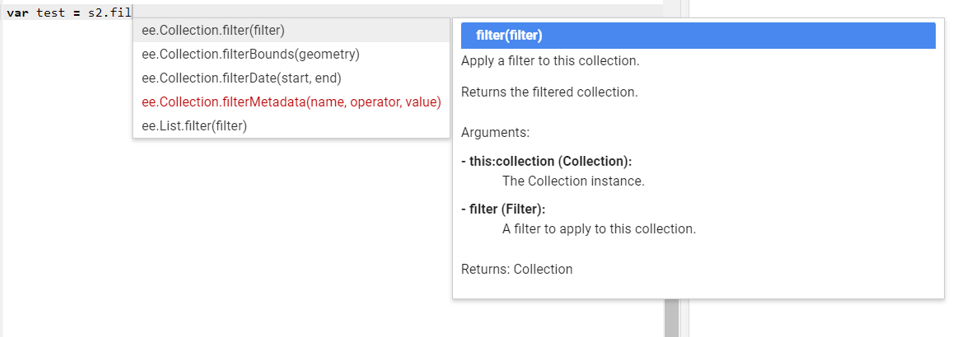 var test = s2.fil
ee.Collection.filter(filter)
ee.Collection.filterBounds(geometry)
ee.Collection.filterDate(start, end)
ee.Collection.filterMetadata(name, operator, value)
ee.List.filter(filter)
filter(filter)
Apply a filter to this collection.
Returns the filtered collection.
Arguments:
- this:collection (Collection):
The Collection instance.
- filter (Filter):
A filter to apply to this collection.
Returns: Collection